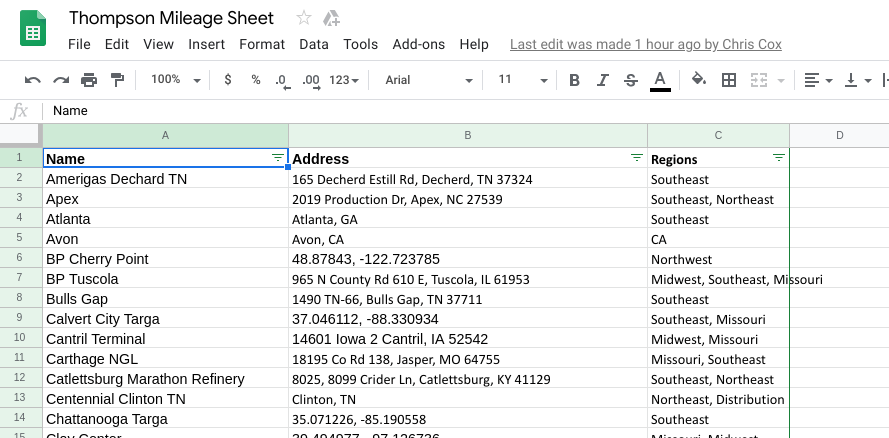 Thompson Mileage Sheet
File Edit View Insert Format Data Tools Add-ons Help Last edit was made 1 hour ago by Chris Cox
100% $ % .0 .00 123 Arial 11 B I S A
fx Name
A B C D
1 Name Address Regions
2 Amerigas Dechard TN 165 Decherd Estill Rd, Decherd, TN 37324 Southeast
3 Apex 2019 Production Dr, Apex, NC 27539 Southeast, Northeast
4 Atlanta Atlanta, GA Southeast
5 Avon Avon, CA CA
6 BP Cherry Point 48.87843, -122.723785 Northwest
7 BP Tuscola 965 N County Rd 610 E, Tuscola, IL 61953 Midwest, Southeast, Missouri
8 Bulls Gap 1490 TN-66, Bulls Gap, TN 37711 Southeast
9 Calvert City Targa 37.046112, -88.330934 Southeast, Missouri
10 Cantril Terminal 14601 Iowa 2 Cantril, IA 52542 Midwest, Missouri
11 Carthage NGL 18195 Co Rd 138, Jasper, MO 64755 Missouri, Southeast
12 Catlettsburg Marathon Refinery 8025, 8099 Crider Ln, Catlettsburg, KY 41129 Southeast, Northeast
13 Centennial Clinton TN Clinton, TN Northeast, Distribution
14 Chattanooga Targa 35.071226, -85.190558 Southeast
15 Clay Center Missouri, Midwest